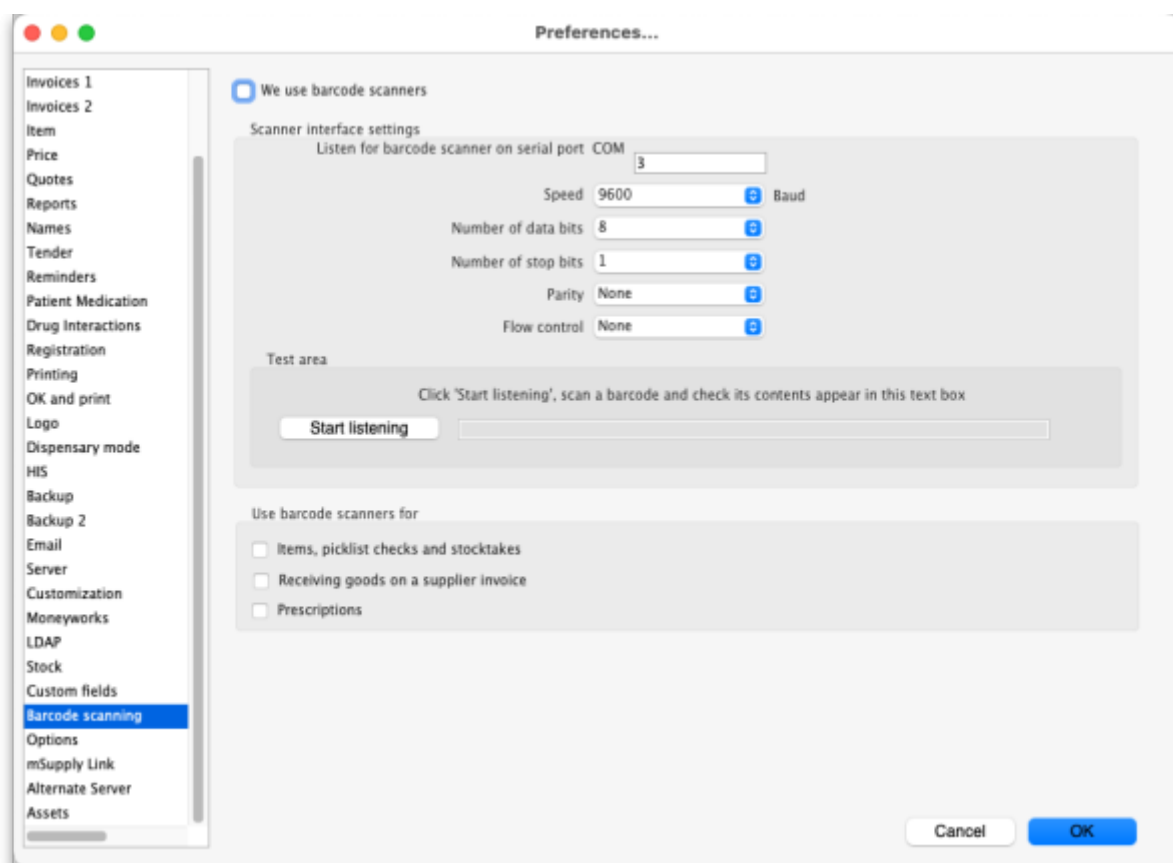 Preferences...
Invoices 1
Invoices 2
Item
Price
Quotes
Reports
Names
Tender
Reminders
Patient Medication
Drug Interactions
Registration
Printing
OK and print
Logo
Dispensary mode
HIS
Backup
Backup 2
Email
Server
Customization
Moneyworks
LDAP
Stock
Custom fields
Barcode scanning
Options
mSupply Link
Alternate Server
Assets
We use barcode scanners
Scanner interface settings
Listen for barcode scanner on serial port COM 3
Speed 9600 Baud
Number of data bits 8
Number of stop bits 1
Parity None
Flow control None
Test area
Click 'Start listening', scan a barcode and check its contents appear in this text box
Start listening
Use barcode scanners for
Items, picklist checks and stocktakes
Receiving goods on a supplier invoice
Prescriptions
Cancel OK